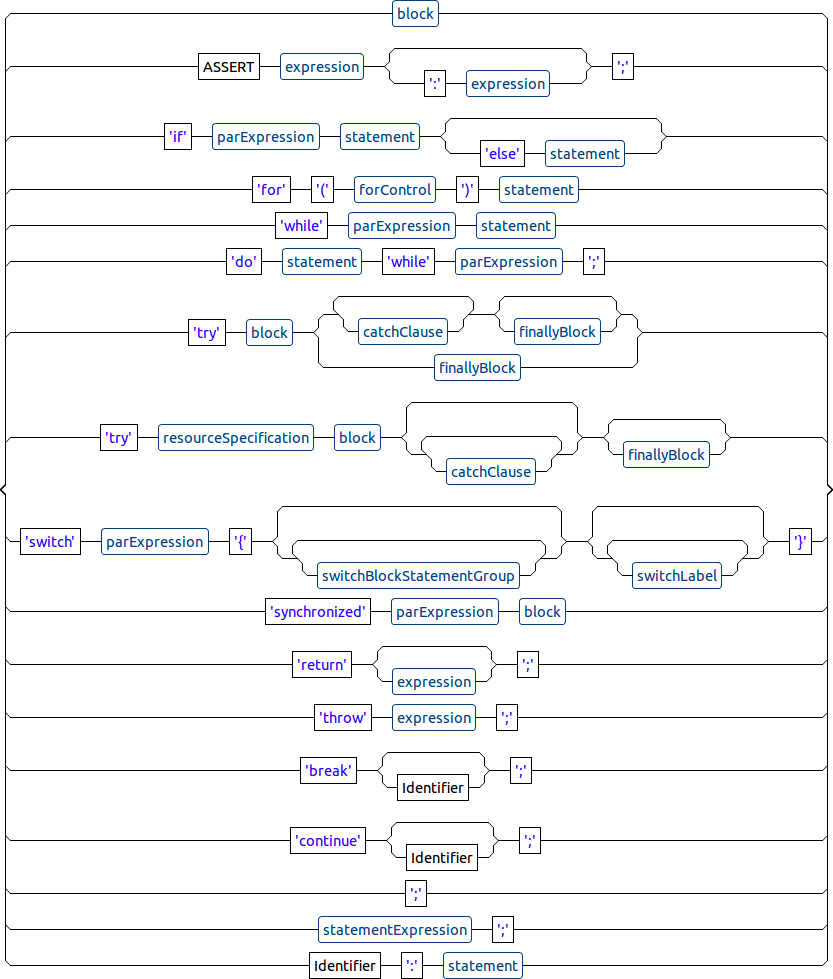 block
ASSERT expression ':' expression ';'
'if' parExpression statement 'else' statement
'for' '(' forControl ')' statement
'while' parExpression statement
'do' statement 'while' parExpression ';'
'try' block catchClause finallyBlock
finallyBlock
'try' resourceSpecification block catchClause finallyBlock
'switch' parExpression '{' switchBlockStatementGroup switchLabel '}'
'synchronized' parExpression block
'return' expression ';'
'throw' expression ';'
'break' Identifier ';'
'continue' Identifier ';'
';'
statementExpression ';'
Identifier ':' statement